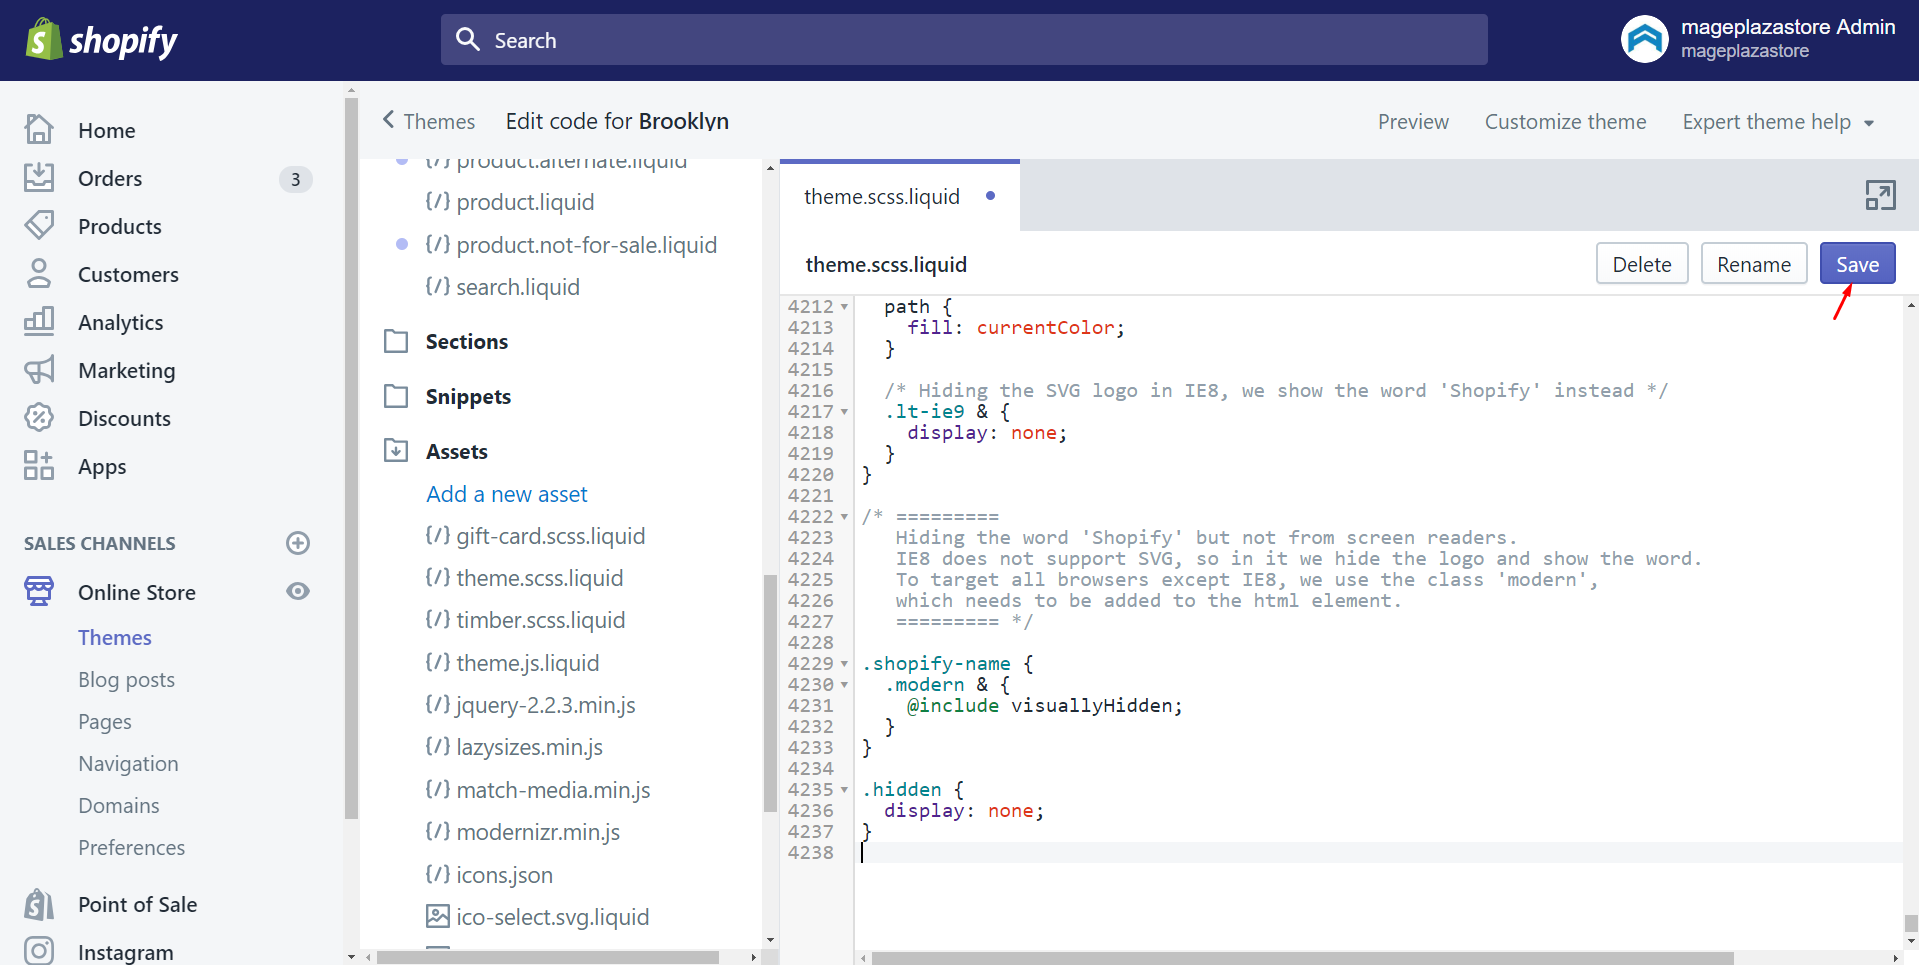 shopify
Search
mageplazastore Admin
mageplazastore
Home
Orders
3
Products
Customers
Analytics
Marketing
Discounts
Apps
SALES CHANNELS
Online Store
Themes
Blog posts
Pages
Navigation
Domains
Preferences
Point of Sale
Instagram
Themes
Edit code for Brooklyn
Preview
Customize theme
Expert theme help
{/} product.alternate.liquid
{/} product.liquid
{/} product.not-for-sale.liquid
{/} search.liquid
Sections
Snippets
Assets
Add a new asset
{/} gift-card.scss.liquid
{/} theme.scss.liquid
{/} timber.scss.liquid
{/} theme.js.liquid
{/} jquery-2.2.3.min.js
{/} lazysizes.min.js
{/} match-media.min.js
{/} modernizr.min.js
{/} icons.json
ico-select.svg.liquid
theme.scss.liquid
theme.scss.liquid
Delete
Rename
Save
4212 path {
4213 fill: currentColor;
4214 }
4215
4216 /* Hiding the SVG logo in IE8, we show the word 'Shopify' instead */
4217 .lt-ie9 & {
4218 display: none;
4219 }
4220 }
4221
4222 /* =========
4223 Hiding the word 'Shopify' but not from screen readers.
4224 IE8 does not support SVG, so in it we hide the logo and show the word.
4225 To target all browsers except IE8, we use the class 'modern',
4226 which needs to be added to the html element.
4227 ========= */
4228
4229 .shopify-name {
4230 .modern & {
4231 @include visuallyHidden;
4232 }
4233 }
4234
4235 .hidden {
4236 display: none;
4237 }
4238